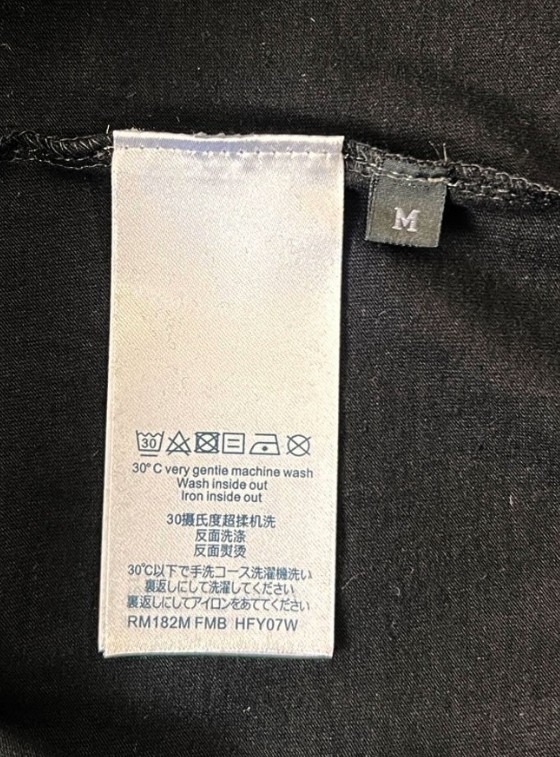 M
30
30°C very gentie machine wash
Wash inside out
Iron inside out
30摄氏度超揉机洗
反面洗涤
反面熨烫
30℃以下で手洗コース洗濯機洗い
裏返しにして洗濯してください
裏返しにしてアイロンをあててください
RM182M FMB HFY07W